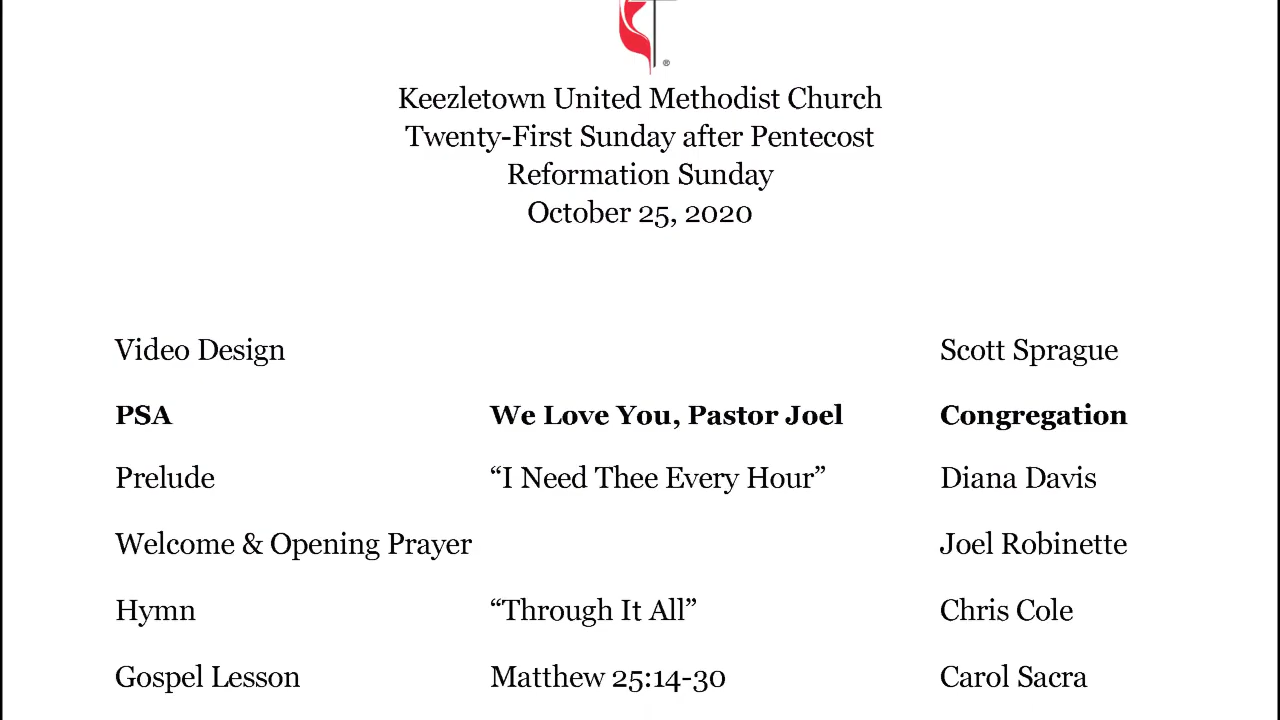 ®
Keezletown United Methodist Church
Twenty-First Sunday after Pentecost
Reformation Sunday
October 25, 2020
Video Design Scott Sprague
PSA We Love You, Pastor Joel Congregation
Prelude “I Need Thee Every Hour” Diana Davis
Welcome & Opening Prayer Joel Robinette
Hymn “Through It All” Chris Cole
Gospel Lesson Matthew 25:14-30 Carol Sacra